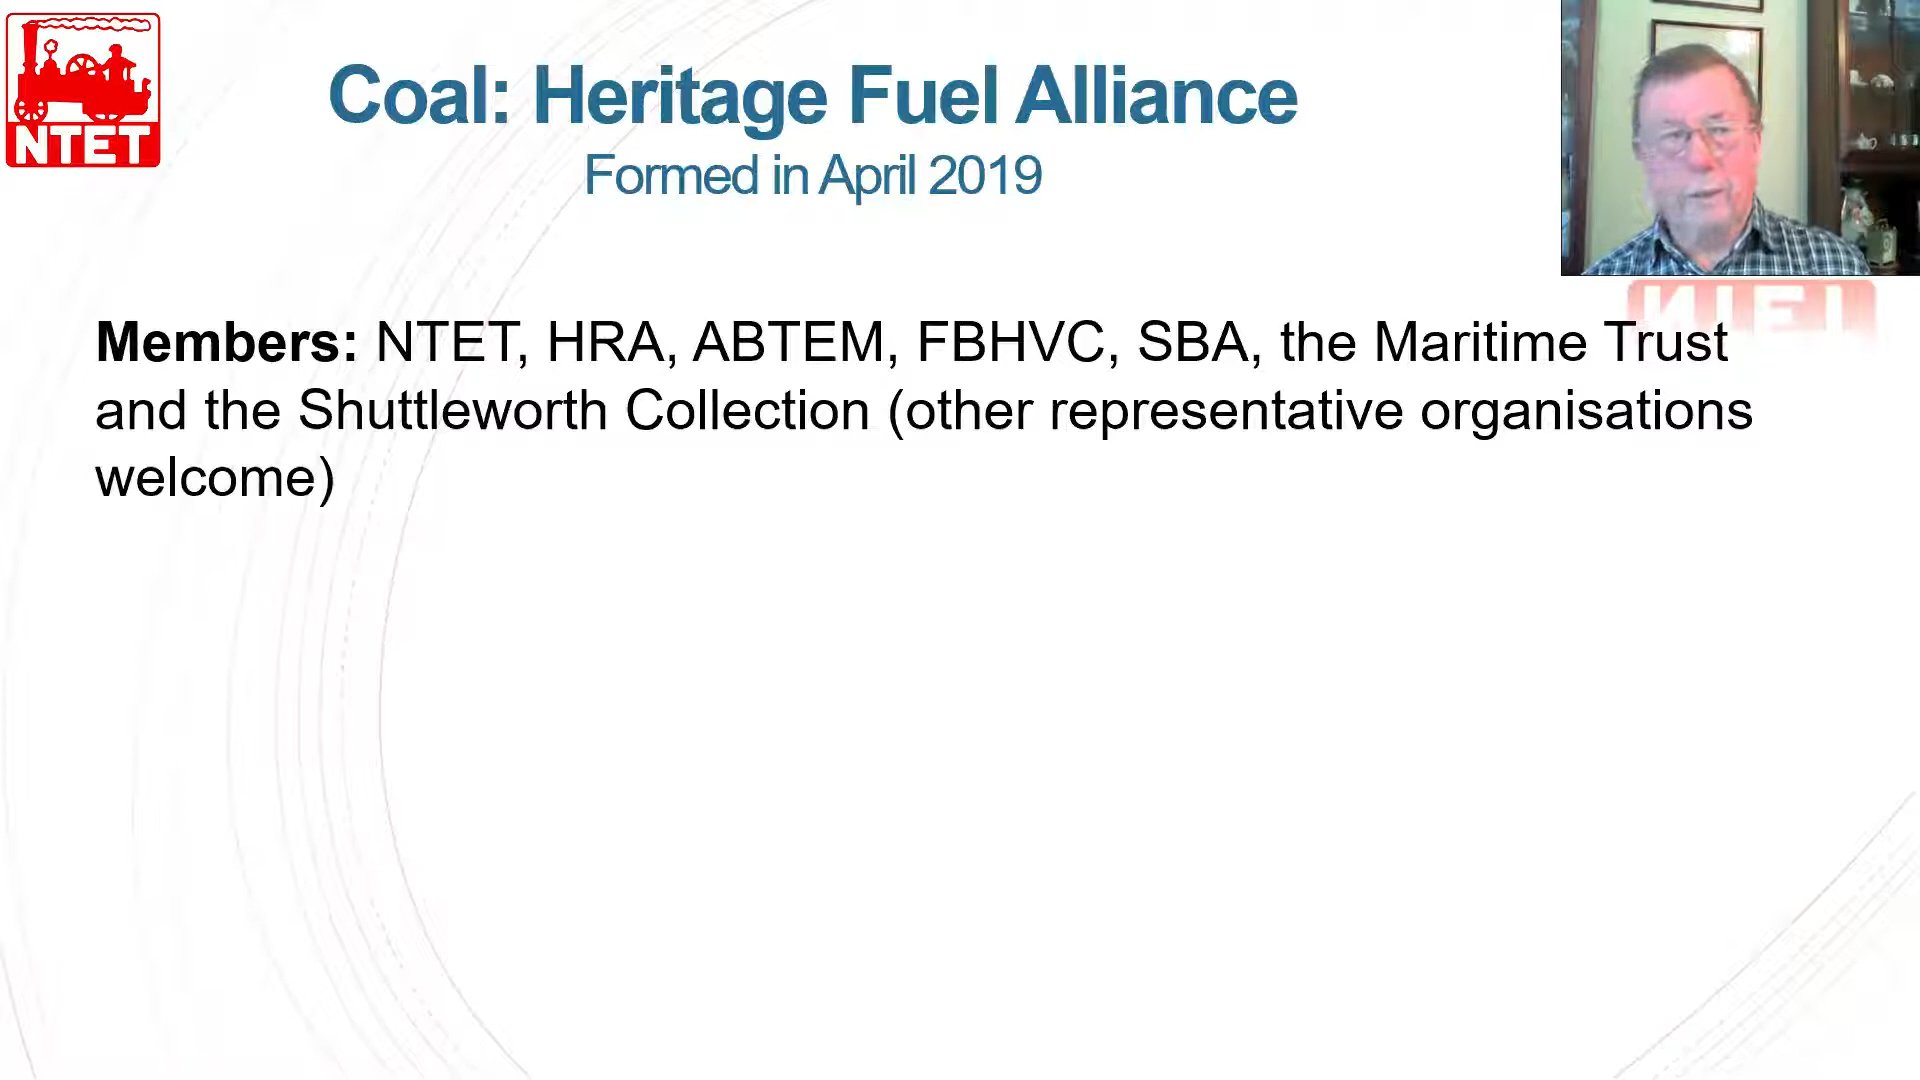 NTET
Coal: Heritage Fuel Alliance
Formed in April 2019
Members: NTET, HRA, ABTEM, FBHVC, SBA, the Maritime Trust
and the Shuttleworth Collection (other representative organisations
welcome)